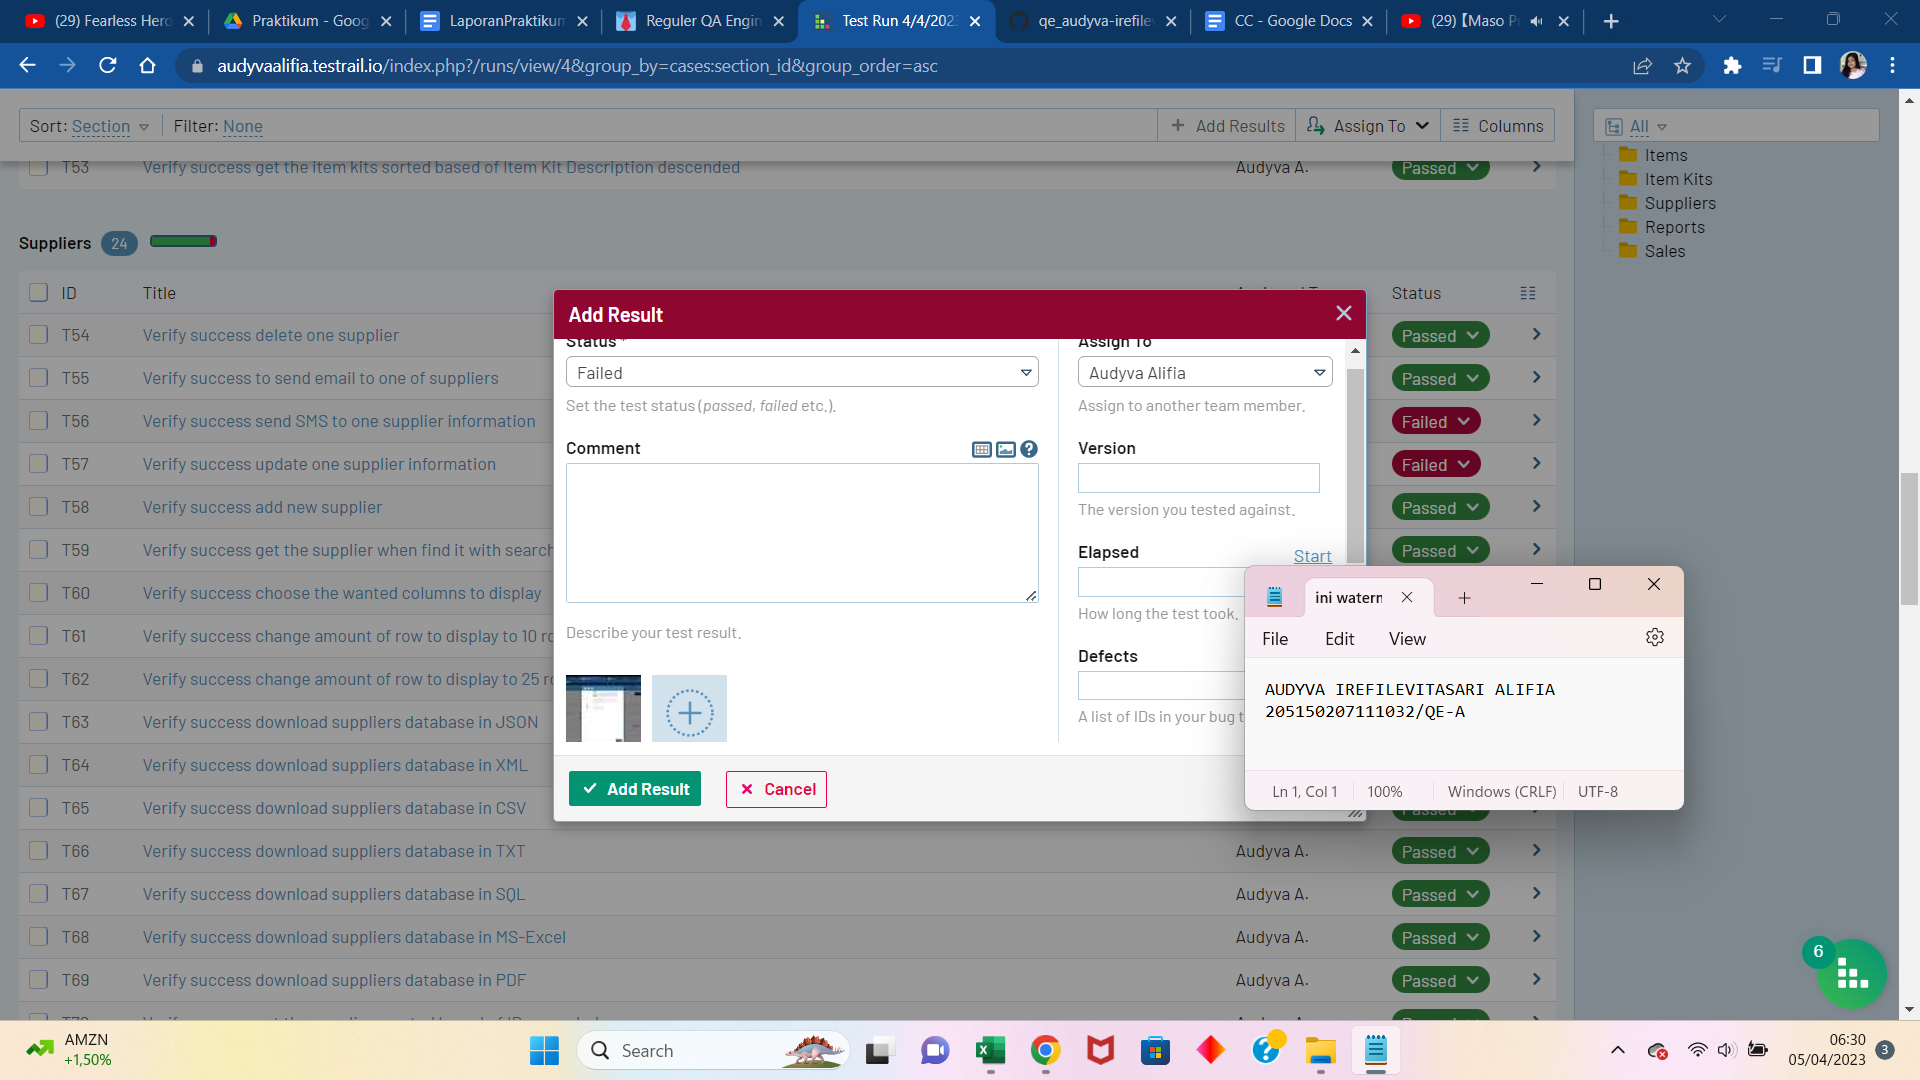 (29) Fearless Hero
Praktikum - Goog
LaporanPraktikum
Reguler QA Engin
Test Run 4/4/2023
qe_audyva-irefilev
CC - Google Docs
(29) 【Maso P
audyvaalifia.testrail.io/index.php?/runs/view/4&group_by=cases:section_id&group_order=asc
Sort: Section
Filter: None
Add Results
Assign To
Columns
All
Items
Item Kits
Suppliers
Reports
Sales
T53 Verify success get the item kits sorted based of Item Kit Description descended Audyva A. Passed
Suppliers 24
ID Title Status
T54 Verify success delete one supplier Passed
T55 Verify success to send email to one of suppliers Passed
T56 Verify success send SMS to one supplier information Failed
T57 Verify success update one supplier information Failed
T58 Verify success add new supplier Passed
T59 Verify success get the supplier when find it with search Passed
T60 Verify success choose the wanted columns to display
T61 Verify success change amount of row to display to 10 ro
T62 Verify success change amount of row to display to 25 ro
T63 Verify success download suppliers database in JSON
T64 Verify success download suppliers database in XML
T65 Verify success download suppliers database in CSV
T66 Verify success download suppliers database in TXT Audyva A. Passed
T67 Verify success download suppliers database in SQL Audyva A. Passed
T68 Verify success download suppliers database in MS-Excel Audyva A. Passed
T69 Verify success download suppliers database in PDF Audyva A. Passed
Add Result
Status *
Failed
Set the test status (passed, failed etc.).
Comment
Describe your test result.
Assign To
Audyva Alifia
Assign to another team member.
Version
The version you tested against.
Elapsed
Start
How long the test took.
Defects
A list of IDs in your bug t
Add Result
Cancel
ini waterm
File Edit View
AUDYVA IREFILEVITASARI ALIFIA
205150207111032/QE-A
Ln 1, Col 1
100%
Windows (CRLF)
UTF-8
6
AMZN
+1,50%
Search
06:30
05/04/2023
3